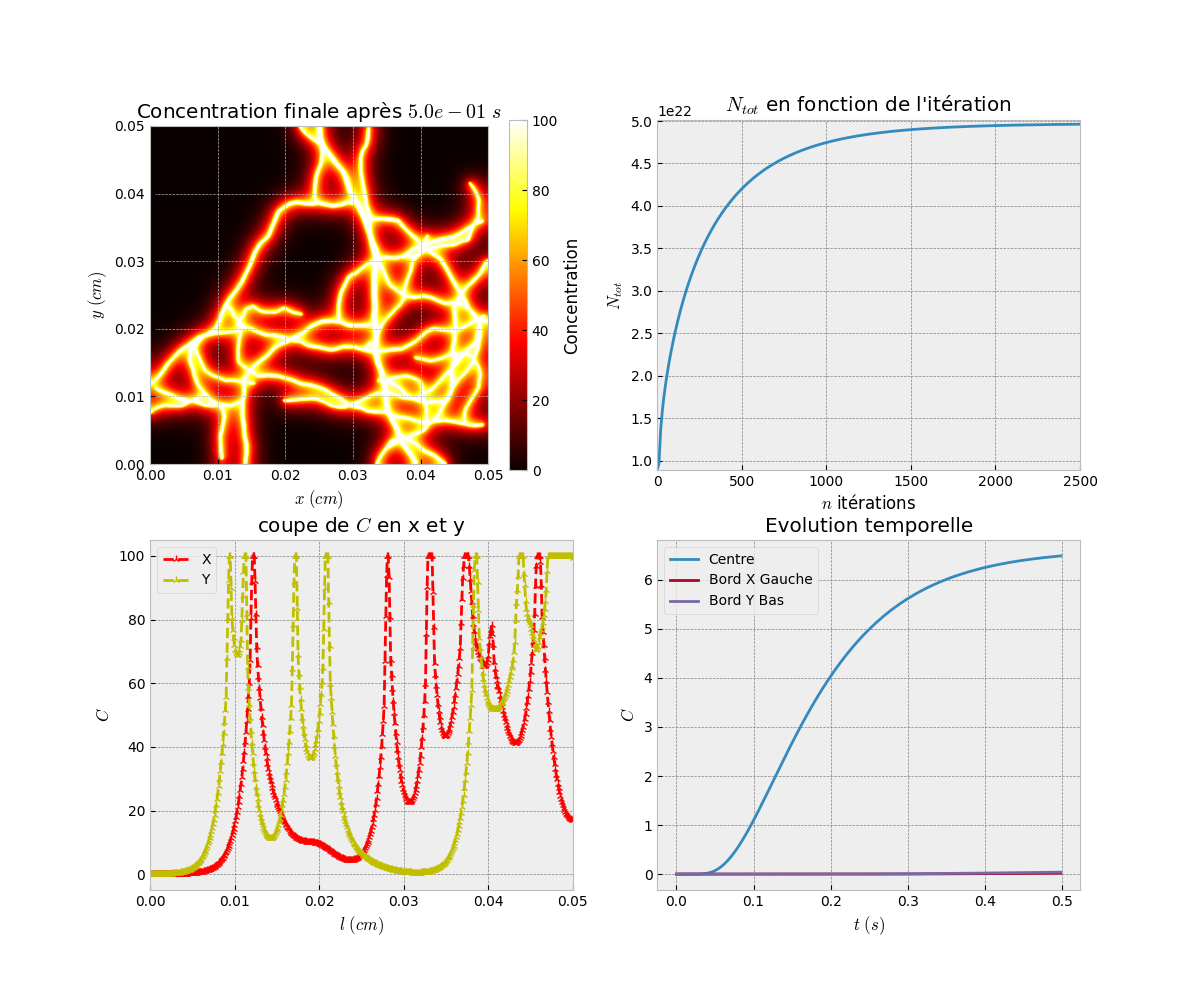 Concentration finale après 5.0e − 01 s
0.05
0.04
0.03
0.02
0.01
0.00
y (cm)
0.00 0.01 0.02 0.03 0.04 0.05
x (cm)
100
80
60
40
20
0
Concentration
N_tot en fonction de l'itération
1e22
5.0
4.5
4.0
3.5
3.0
2.5
2.0
1.5
1.0
N_tot
0 500 1000 1500 2000 2500
n itérations
coupe de C en x et y
X
Y
100
80
60
40
20
0
C
0.00 0.01 0.02 0.03 0.04 0.05
l (cm)
Evolution temporelle
Centre
Bord X Gauche
Bord Y Bas
6
5
4
3
2
1
0
C
0.0 0.1 0.2 0.3 0.4 0.5
t (s)